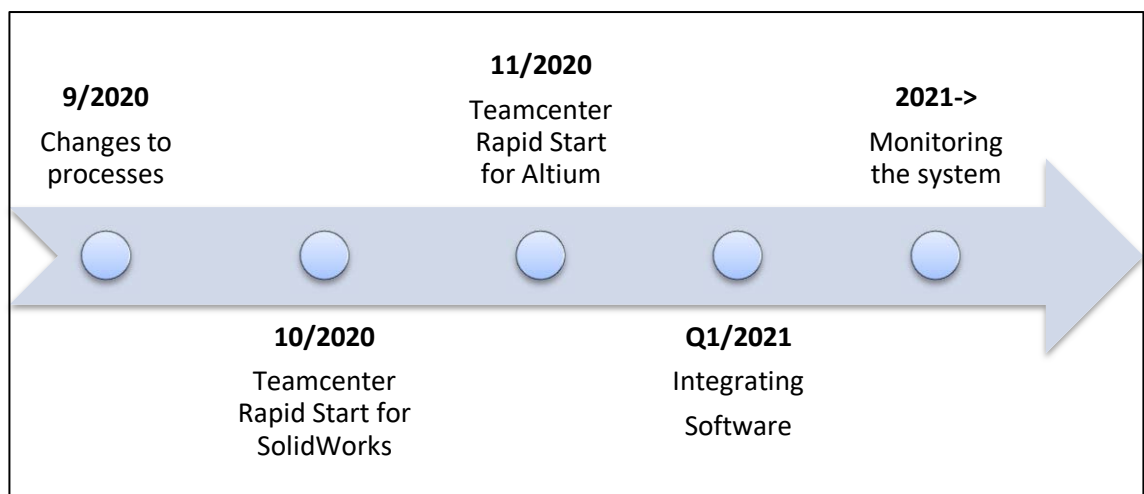 9/2020
Changes to
processes
10/2020
Teamcenter
Rapid Start for
SolidWorks
11/2020
Teamcenter
Rapid Start
for Altium
Q1/2021
Integrating
Software
2021->
Monitoring
the system